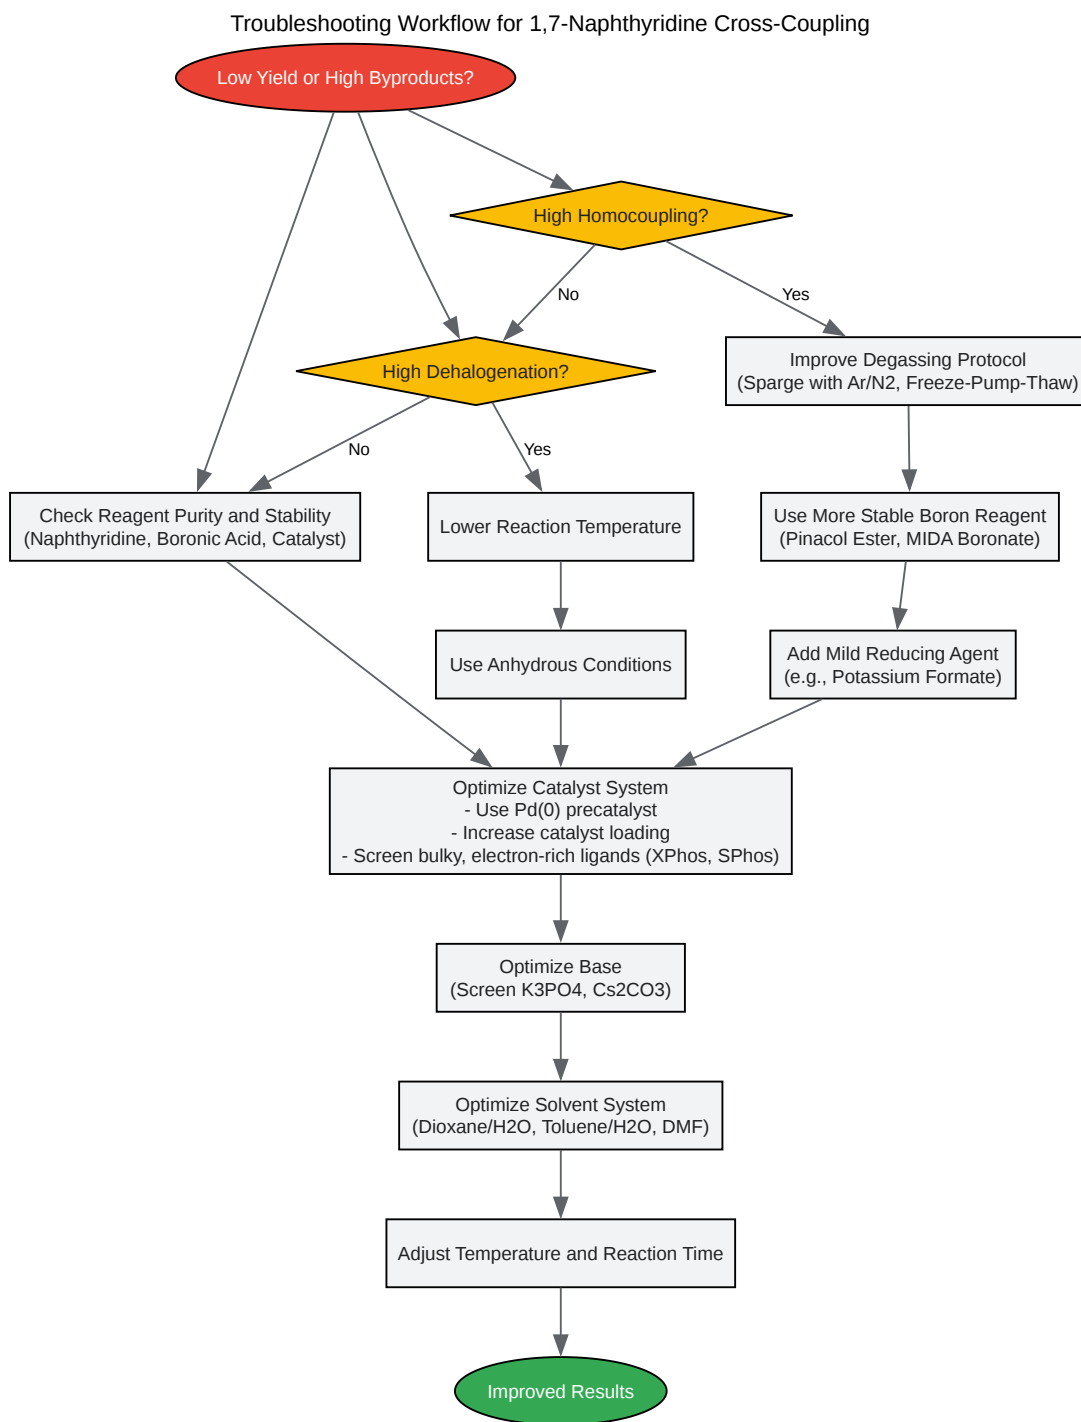 Troubleshooting Workflow for 1,7-Naphthyridine Cross-Coupling
Low Yield or High Byproducts?
High Homocoupling?
No
Yes
High Dehalogenation?
Improve Degassing Protocol
(Sparge with Ar/N2, Freeze-Pump-Thaw)
No
Yes
Check Reagent Purity and Stability
(Naphthyridine, Boronic Acid, Catalyst)
Lower Reaction Temperature
Use More Stable Boron Reagent
(Pinacol Ester, MIDA Boronate)
Use Anhydrous Conditions
Add Mild Reducing Agent
(e.g., Potassium Formate)
Optimize Catalyst System
- Use Pd(0) precatalyst
- Increase catalyst loading
- Screen bulky, electron-rich ligands (XPhos, SPhos)
Optimize Base
(Screen K3PO4, Cs2CO3)
Optimize Solvent System
(Dioxane/H2O, Toluene/H2O, DMF)
Adjust Temperature and Reaction Time
Improved Results